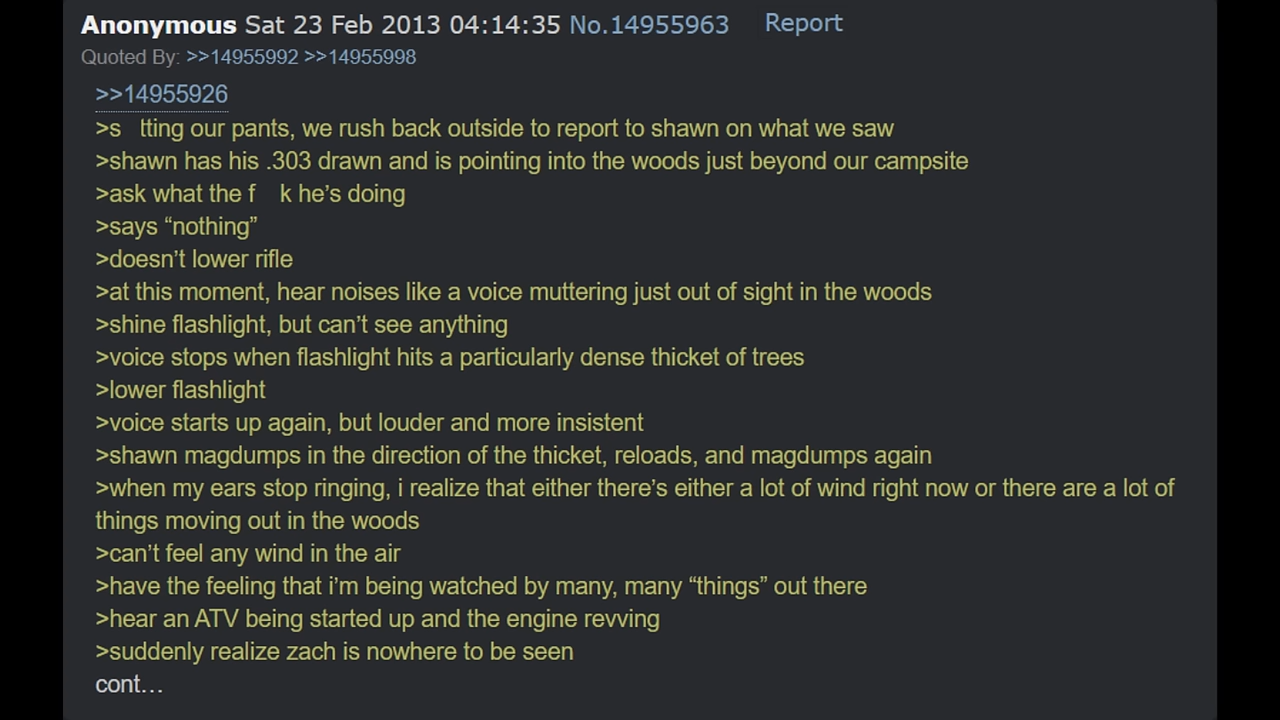 Anonymous Sat 23 Feb 2013 04:14:35 No.14955963 Report
Quoted By: >>14955992 >>14955998
>>14955926
>s tting our pants, we rush back outside to report to shawn on what we saw
>shawn has his .303 drawn and is pointing into the woods just beyond our campsite
>ask what the f k he’s doing
>says “nothing”
>doesn’t lower rifle
>at this moment, hear noises like a voice muttering just out of sight in the woods
>shine flashlight, but can’t see anything
>voice stops when flashlight hits a particularly dense thicket of trees
>lower flashlight
>voice starts up again, but louder and more insistent
>shawn magdumps in the direction of the thicket, reloads, and magdumps again
>when my ears stop ringing, i realize that either there’s either a lot of wind right now or there are a lot of
things moving out in the woods
>can’t feel any wind in the air
>have the feeling that i’m being watched by many, many “things” out there
>hear an ATV being started up and the engine revving
>suddenly realize zach is nowhere to be seen
cont…